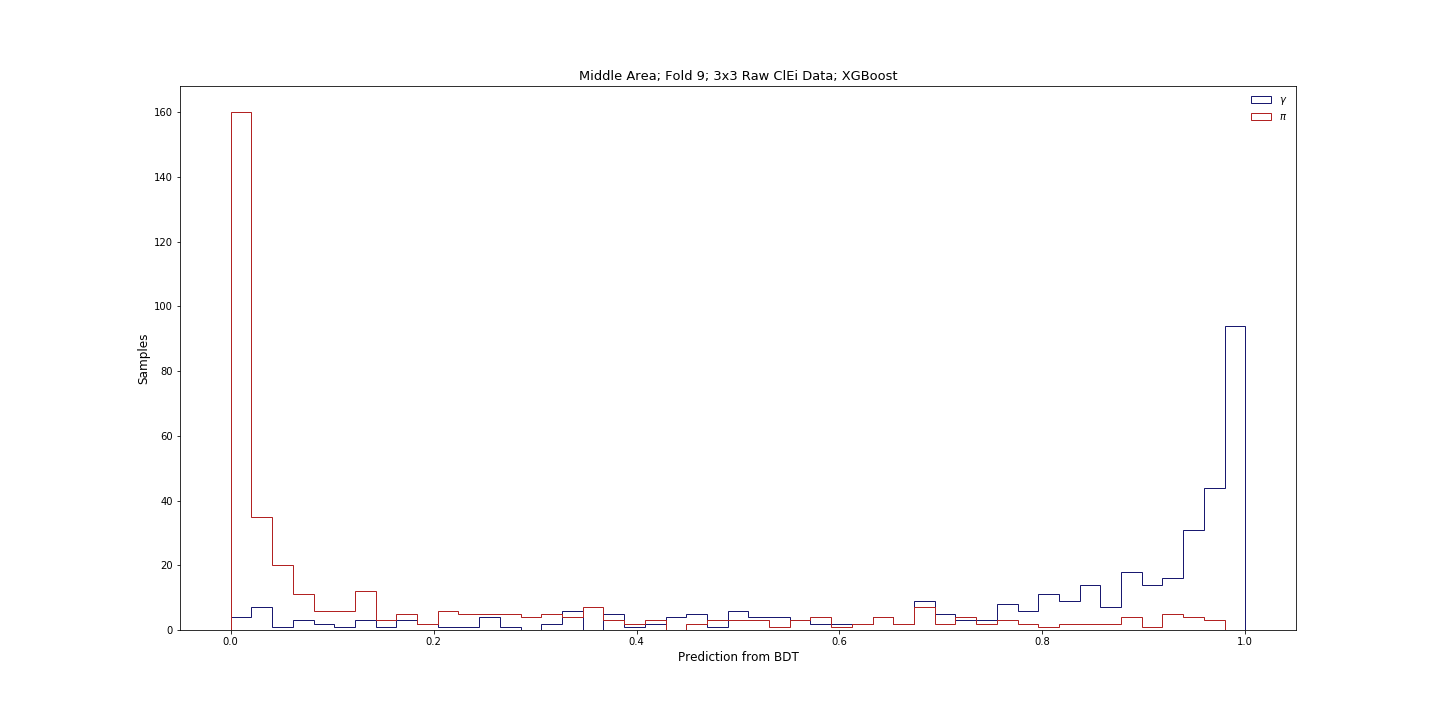 Middle Area; Fold 9; 3x3 Raw ClEi Data; XGBoost
γ
π
160
140
120
100
80
60
40
20
0
Samples
0.0 0.2 0.4 0.6 0.8 1.0
Prediction from BDT